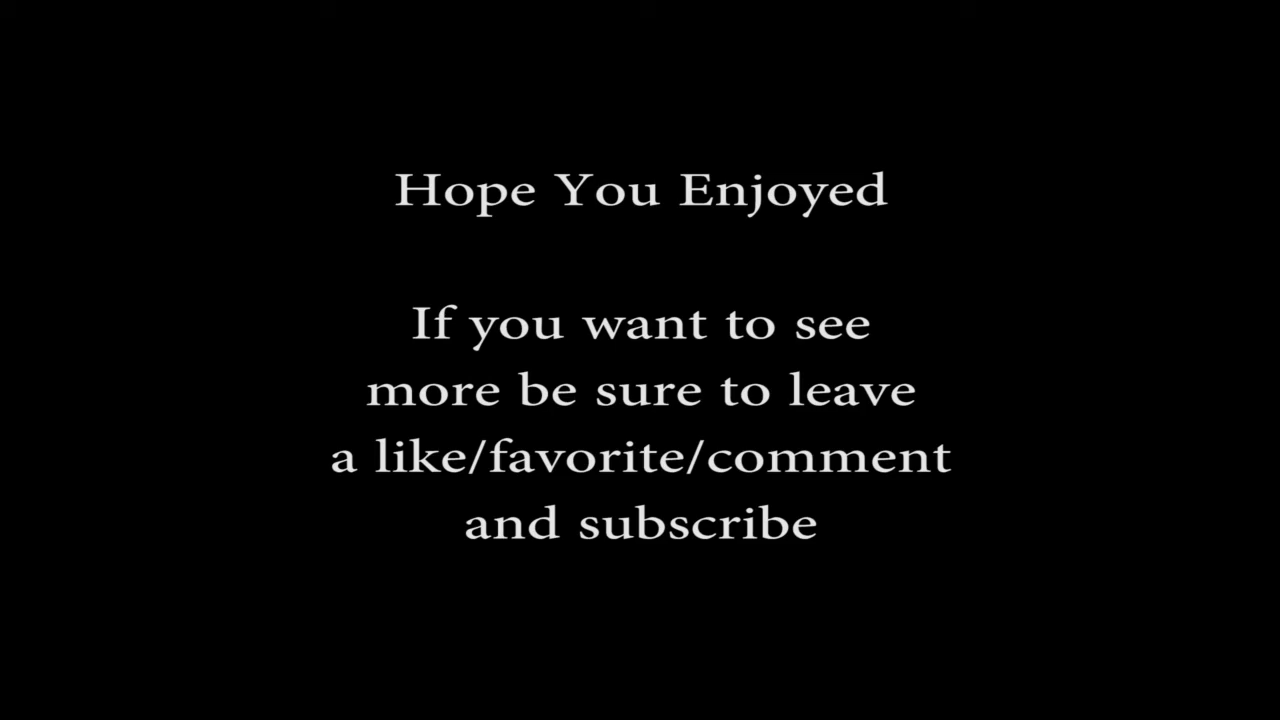 Hope You Enjoyed
If you want to see
more be sure to leave
a like/favorite/comment
and subscribe